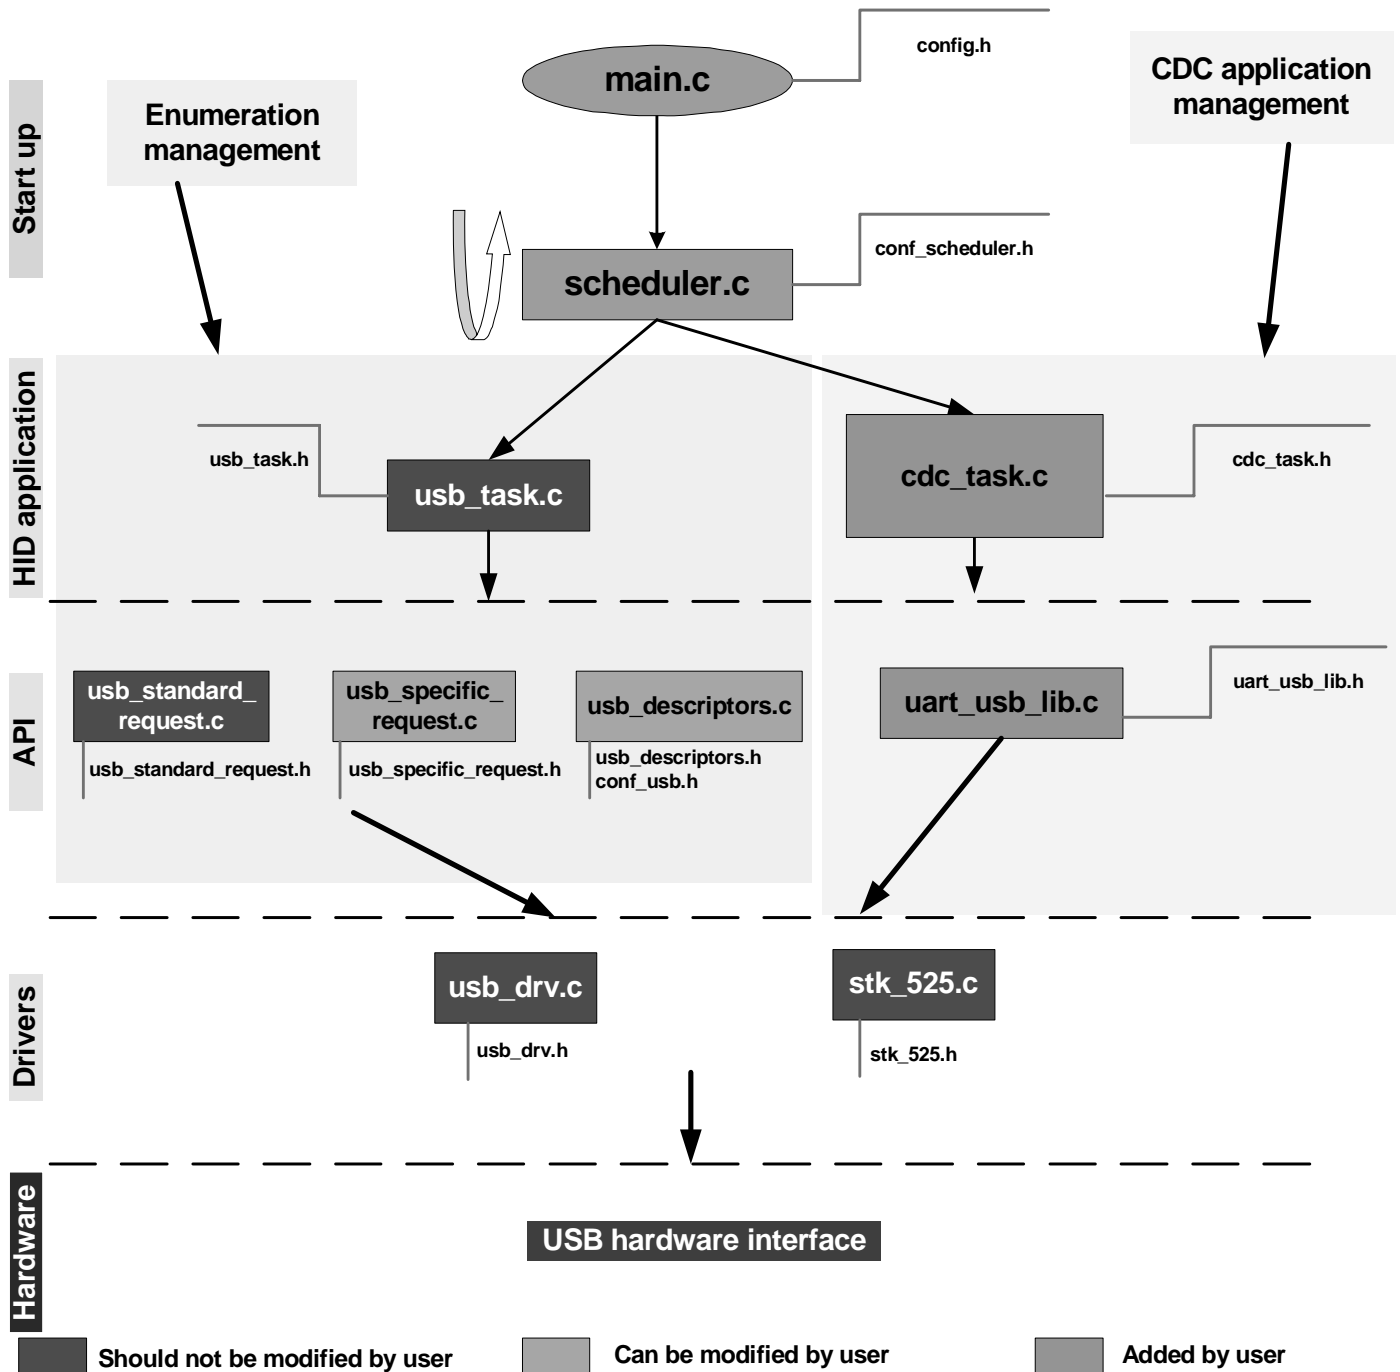 config.h
main.c
CDC application
management
Enumeration
management
Start up
conf_scheduler.h
scheduler.c
HID application
usb_task.h
usb_task.c
cdc_task.c
cdc_task.h
API
usb_standard_
request.c
usb_standard_request.h
usb_specific_
request.c
usb_specific_request.h
usb_descriptors.c
usb_descriptors.h
conf_usb.h
uart_usb_lib.c
uart_usb_lib.h
Drivers
usb_drv.c
usb_drv.h
stk_525.c
stk_525.h
Hardware
USB hardware interface
Should not be modified by user
Can be modified by user
Added by user